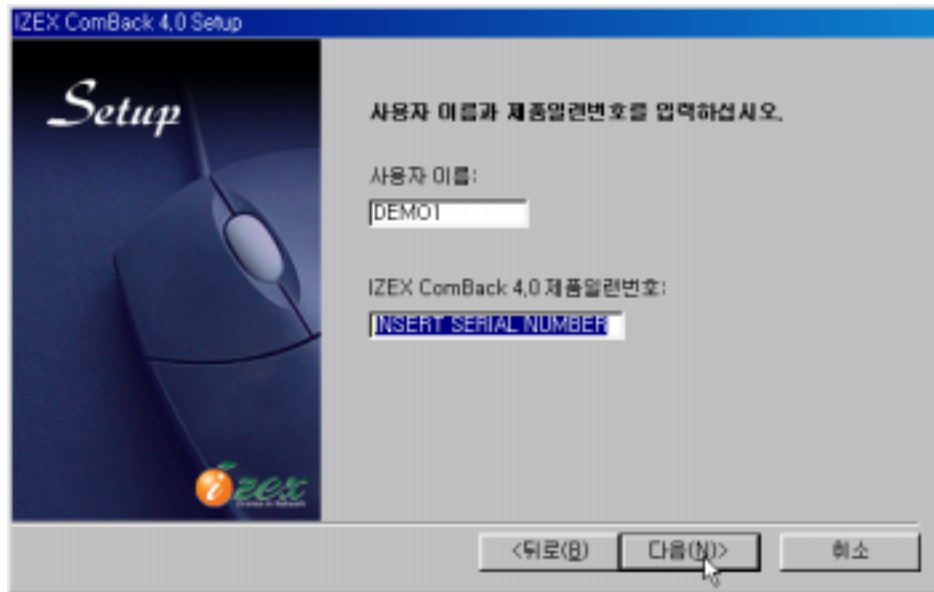 IZEX ComBack 4.0 Setup
Setup
사용자 이름과 제품일련번호를 입력하십시오.
사용자 이름:
DEMO1
IZEX ComBack 4.0 제품일련번호:
INSERT SERIAL NUMBER
izex
<뒤로(B)
다음(N)>
취소